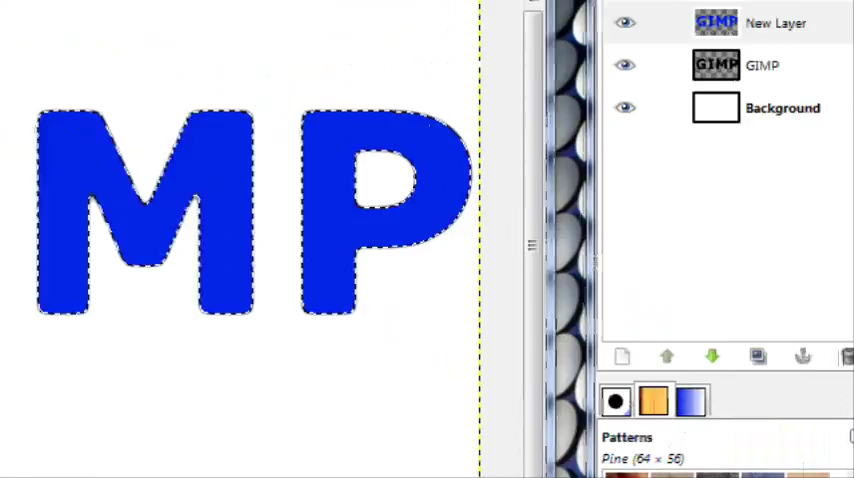 MP
GIMP New Layer
GIMP GIMP
Background
Patterns
Pine (64 × 56)